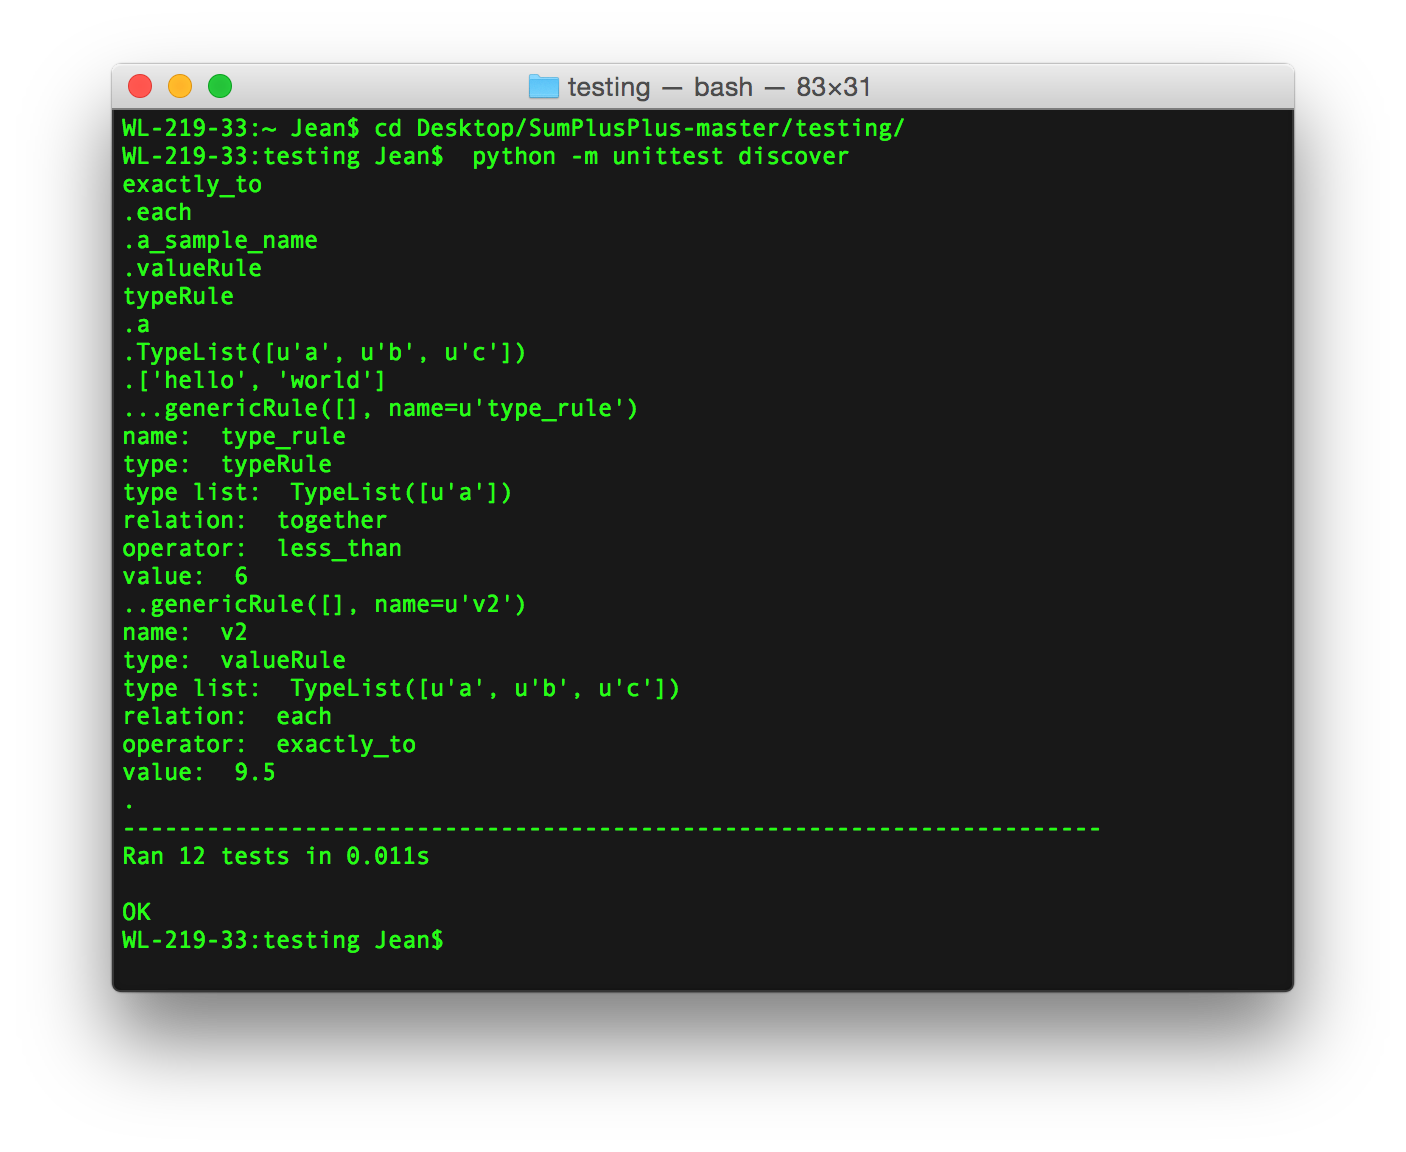 testing — bash — 83×31
WL-219-33:~ Jean$ cd Desktop/SumPlusPlus-master/testing/
WL-219-33:testing Jean$  python -m unittest discover
exactly_to
.each
.a_sample_name
.valueRule
typeRule
.a
.TypeList([u'a', u'b', u'c'])
.['hello', 'world']
...genericRule([], name=u'type_rule')
name:  type_rule
type:  typeRule
type list:  TypeList([u'a'])
relation:  together
operator:  less_than
value:  6
..genericRule([], name=u'v2')
name:  v2
type:  valueRule
type list:  TypeList([u'a', u'b', u'c'])
relation:  each
operator:  exactly_to
value:  9.5
.
----------------------------------------------------------------------
Ran 12 tests in 0.011s

OK
WL-219-33:testing Jean$